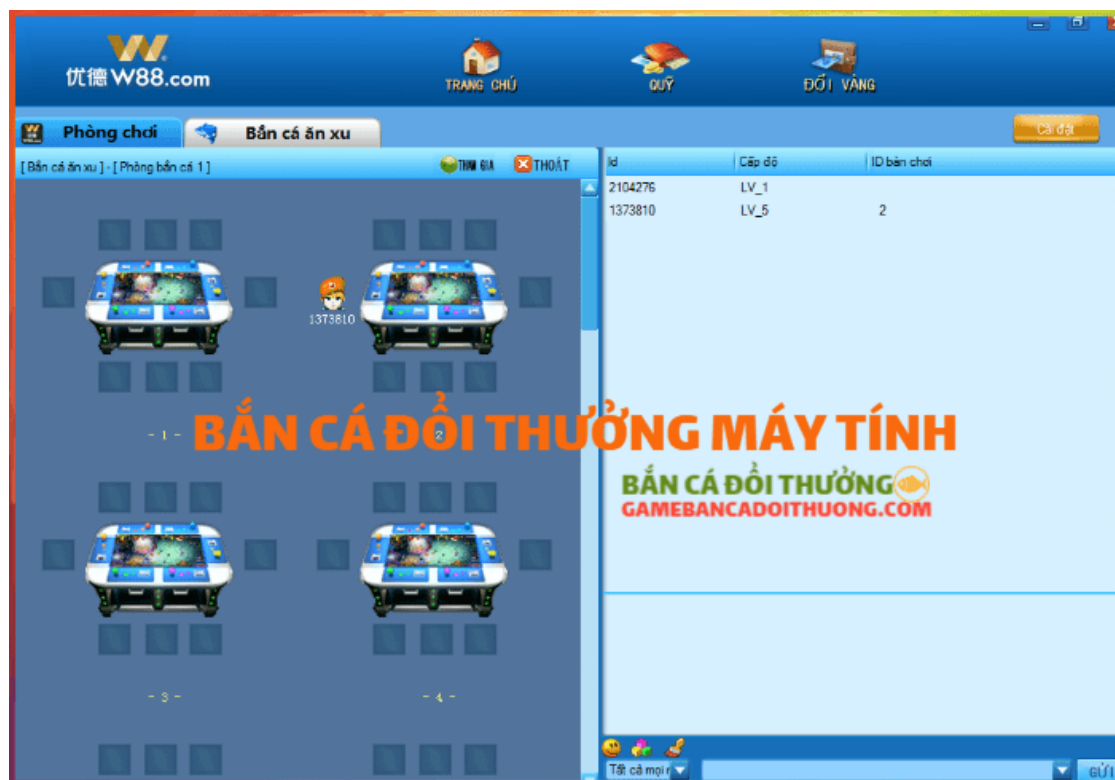 优德W88.com
TRANG CHỦ
QUỸ
ĐỔI VÀNG
Phòng chơi
Bắn cá ăn xu
Cài đặt
[ Bắn cá ăn xu ] - [ Phòng bắn cá 1 ]
THAM GIA
THOÁT
Id Cấp độ ID bàn chơi
2104276 LV_1
1373810 LV_5 2
1373810
- 1 -
2
BẮN CÁ ĐỔI THƯỞNG MÁY TÍNH
BẮN CÁ ĐỔI THƯỞNG
GAMEBANCADOITHUONG.COM
- 3 -
- 4 -
Tất cả mọi
GỬI